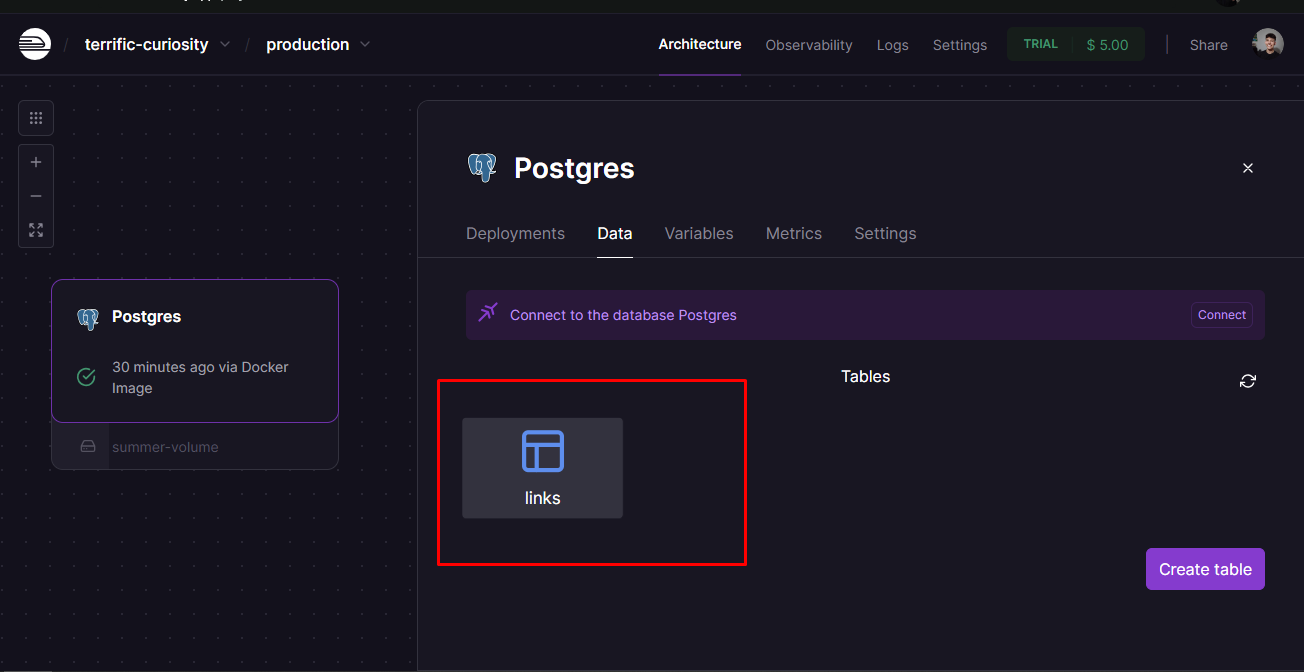 terrific-curiosity / production
Architecture Observability Logs Settings TRIAL $ 5.00 Share
Postgres
30 minutes ago via Docker
Image
summer-volume
Postgres
Deployments Data Variables Metrics Settings
Connect to the database Postgres Connect
Tables
links
Create table